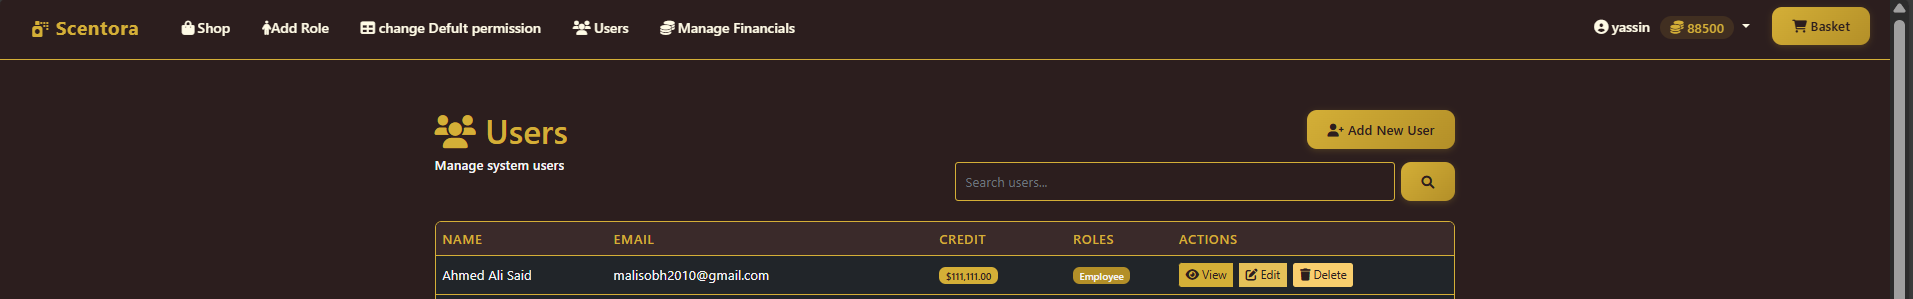 Scentora Shop Add Role change Defult permission Users Manage Financials yassin 88500 Basket
Users
Add New User
Manage system users
Search users...
NAME EMAIL CREDIT ROLES ACTIONS
Ahmed Ali Said malisobh2010@gmail.com $111,111.00 Employee View Edit Delete